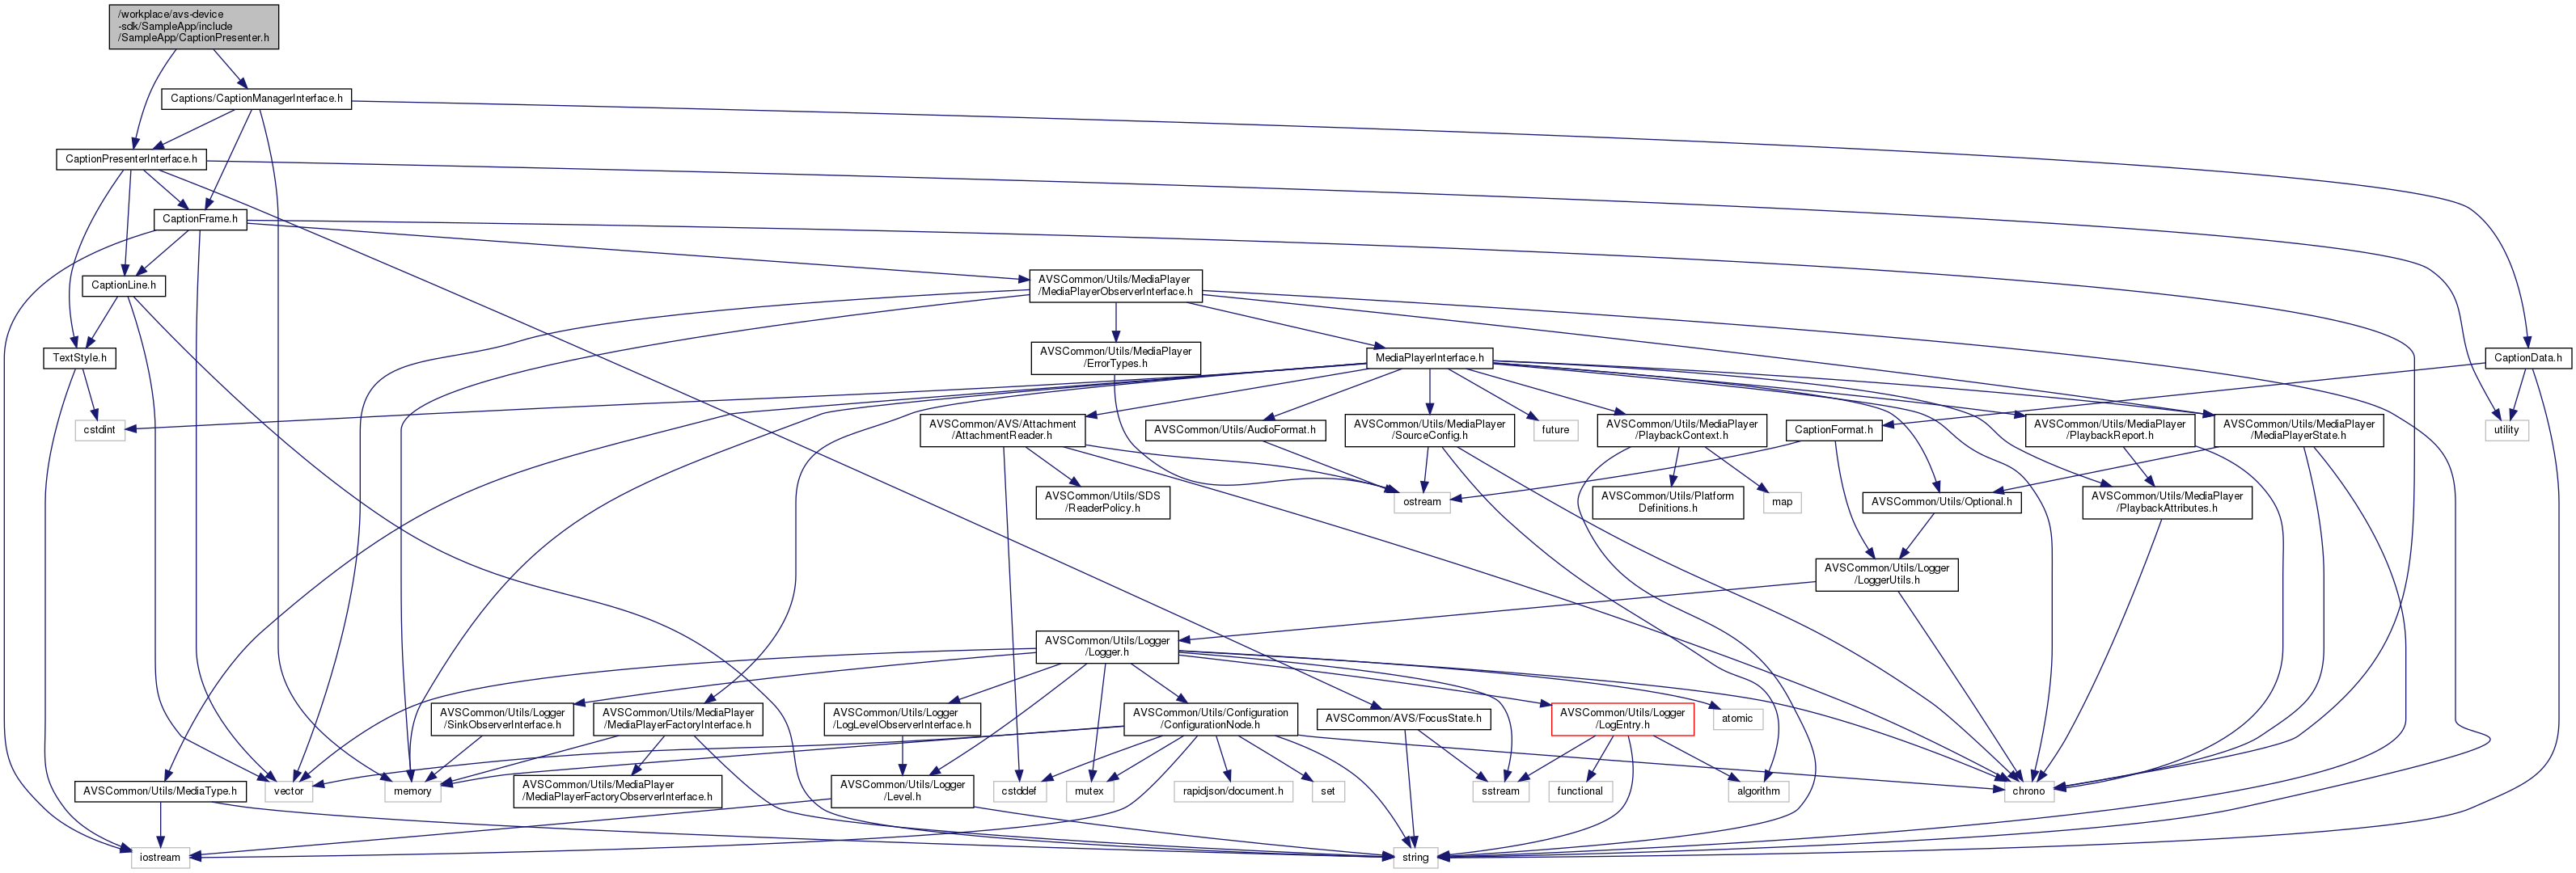 /workplace/avs-device
-sdk/SampleApp/include
/SampleApp/CaptionPresenter.h
Captions/CaptionManagerInterface.h
CaptionPresenterInterface.h
CaptionFrame.h
CaptionLine.h
AVSCommon/Utils/MediaPlayer
/MediaPlayerObserverInterface.h
TextStyle.h
AVSCommon/Utils/MediaPlayer
/ErrorTypes.h
MediaPlayerInterface.h
CaptionData.h
cstdint
AVSCommon/AVS/Attachment
/AttachmentReader.h
AVSCommon/Utils/AudioFormat.h
AVSCommon/Utils/MediaPlayer
/SourceConfig.h
future
AVSCommon/Utils/MediaPlayer
/PlaybackContext.h
CaptionFormat.h
AVSCommon/Utils/MediaPlayer
/PlaybackReport.h
AVSCommon/Utils/MediaPlayer
/MediaPlayerState.h
utility
AVSCommon/Utils/SDS
/ReaderPolicy.h
ostream
AVSCommon/Utils/Platform
Definitions.h
map
AVSCommon/Utils/Optional.h
AVSCommon/Utils/MediaPlayer
/PlaybackAttributes.h
AVSCommon/Utils/Logger
/LoggerUtils.h
AVSCommon/Utils/Logger
/Logger.h
AVSCommon/Utils/Logger
/SinkObserverInterface.h
AVSCommon/Utils/MediaPlayer
/MediaPlayerFactoryInterface.h
AVSCommon/Utils/Logger
/LogLevelObserverInterface.h
AVSCommon/Utils/Configuration
/ConfigurationNode.h
AVSCommon/AVS/FocusState.h
AVSCommon/Utils/Logger
/LogEntry.h
atomic
AVSCommon/Utils/MediaType.h
vector
memory
AVSCommon/Utils/MediaPlayer
/MediaPlayerFactoryObserverInterface.h
AVSCommon/Utils/Logger
/Level.h
cstddef
mutex
rapidjson/document.h
set
sstream
functional
algorithm
chrono
iostream
string